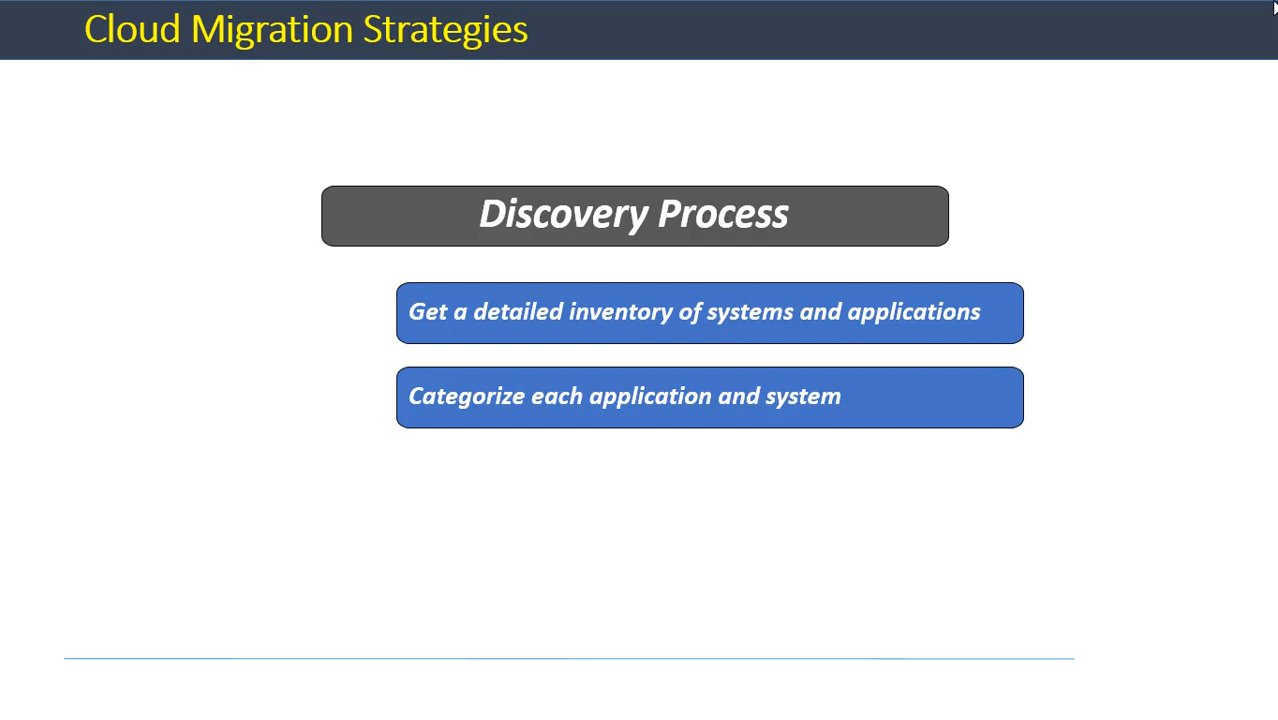 Cloud Migration Strategies
Discovery Process
Get a detailed inventory of systems and applications
Categorize each application and system